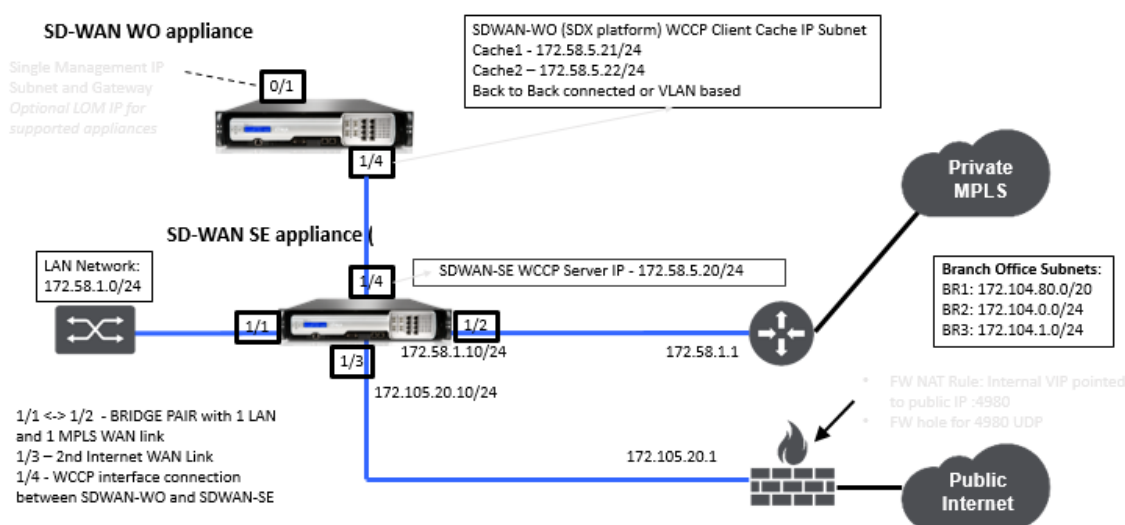 SD-WAN WO appliance
Single Management IP
Subnet and Gateway
Optional LOM IP for
supported appliances
0/1
SDWAN-WO (SDX platform) WCCP Client Cache IP Subnet
Cache1 - 172.58.5.21/24
Cache2 – 172.58.5.22/24
Back to Back connected or VLAN based
1/4
Private
MPLS
SD-WAN SE appliance (
LAN Network:
172.58.1.0/24
1/4
SDWAN-SE WCCP Server IP - 172.58.5.20/24
Branch Office Subnets:
BR1: 172.104.80.0/20
BR2: 172.104.0.0/24
BR3: 172.104.1.0/24
1/1
1/2
172.58.1.10/24
172.58.1.1
1/3
172.105.20.10/24
• FW NAT Rule: Internal VIP pointed
to public IP :4980
• FW hole for 4980 UDP
1/1 <-> 1/2 - BRIDGE PAIR with 1 LAN
and 1 MPLS WAN link
1/3 – 2nd Internet WAN Link
1/4 - WCCP interface connection
between SDWAN-WO and SDWAN-SE
172.105.20.1
Public
Internet